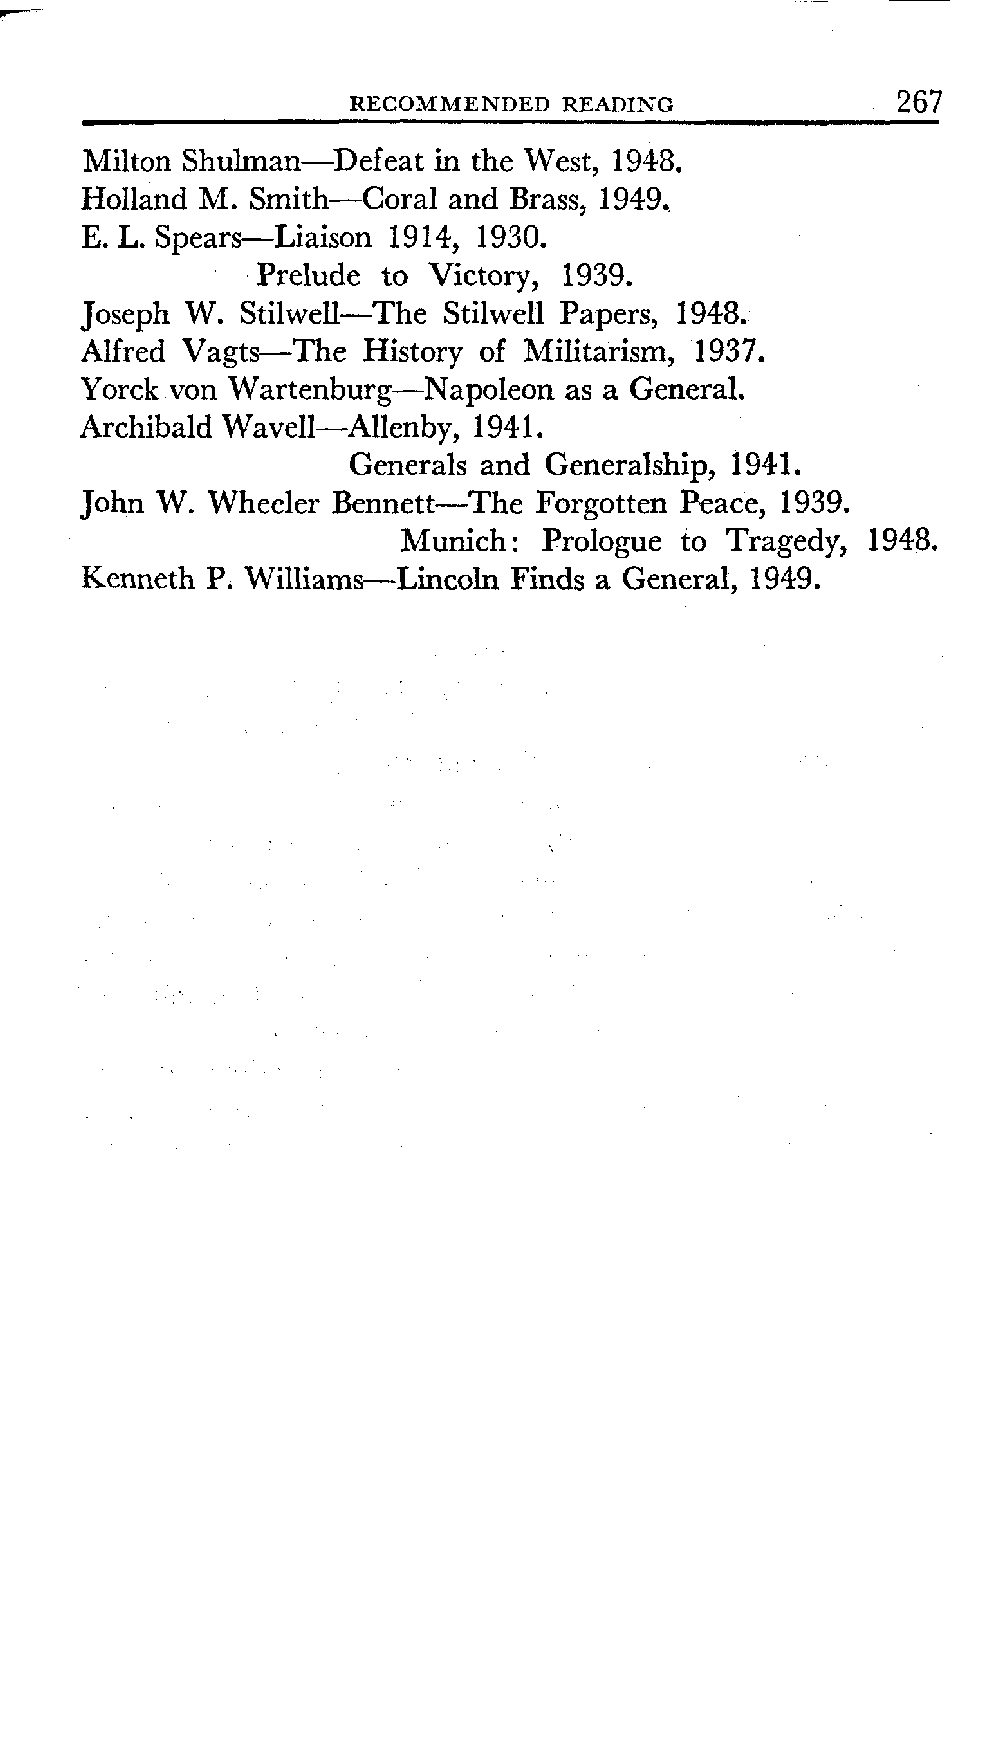 RECOMMENDED READING 267
Milton Shulman—Defeat in the West, 1948.
Holland M. Smith—Coral and Brass, 1949.
E. L. Spears—Liaison 1914, 1930.
Prelude to Victory, 1939.
Joseph W. Stilwell—The Stilwell Papers, 1948.
Alfred Vagts—The History of Militarism, 1937.
Yorck von Wartenburg—Napoleon as a General.
Archibald Wavell—Allenby, 1941.
Generals and Generalship, 1941.
John W. Wheeler Bennett—The Forgotten Peace, 1939.
Munich: Prologue to Tragedy, 1948.
Kenneth P. Williams—Lincoln Finds a General, 1949.